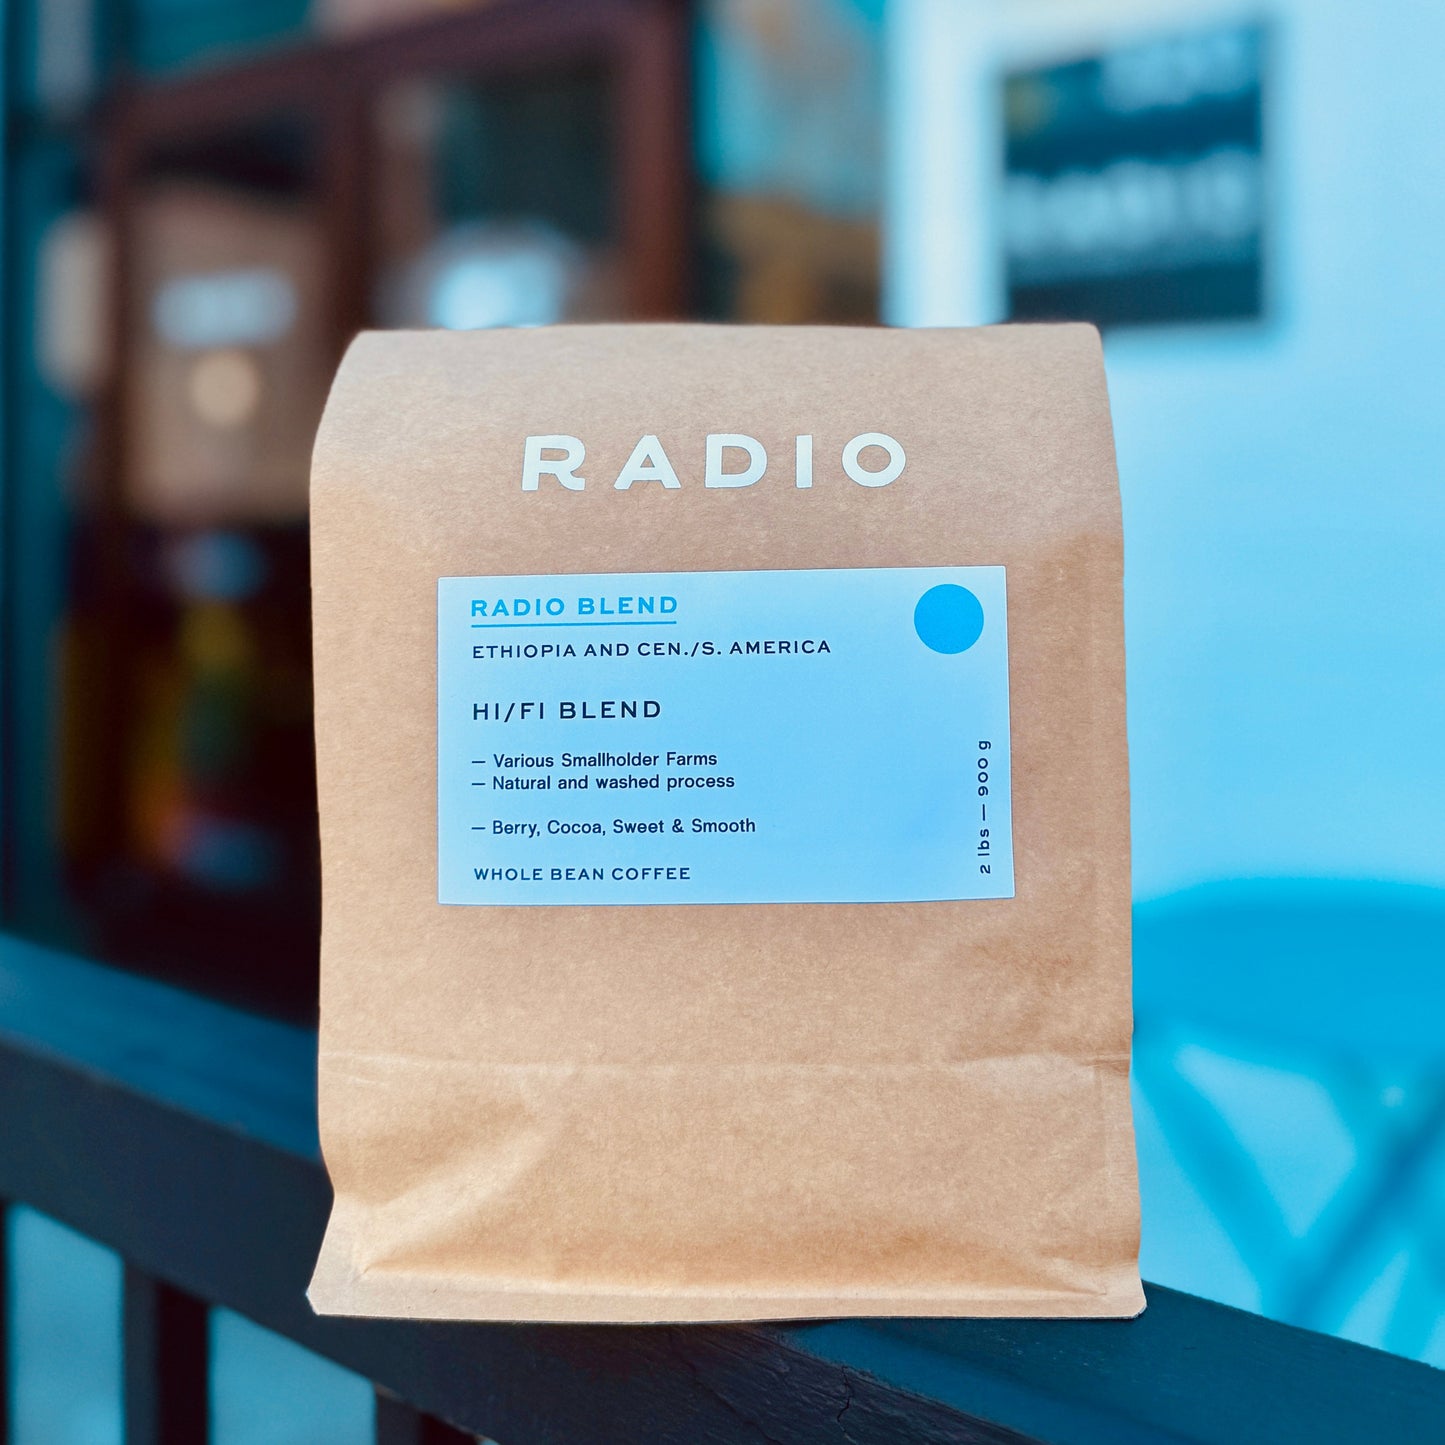 RADIO
RADIO BLEND
ETHIOPIA AND CEN./S. AMERICA
HI/FI BLEND
— Various Smallholder Farms
— Natural and washed process
— Berry, Cocoa, Sweet & Smooth
WHOLE BEAN COFFEE
2 lbs — 900 g